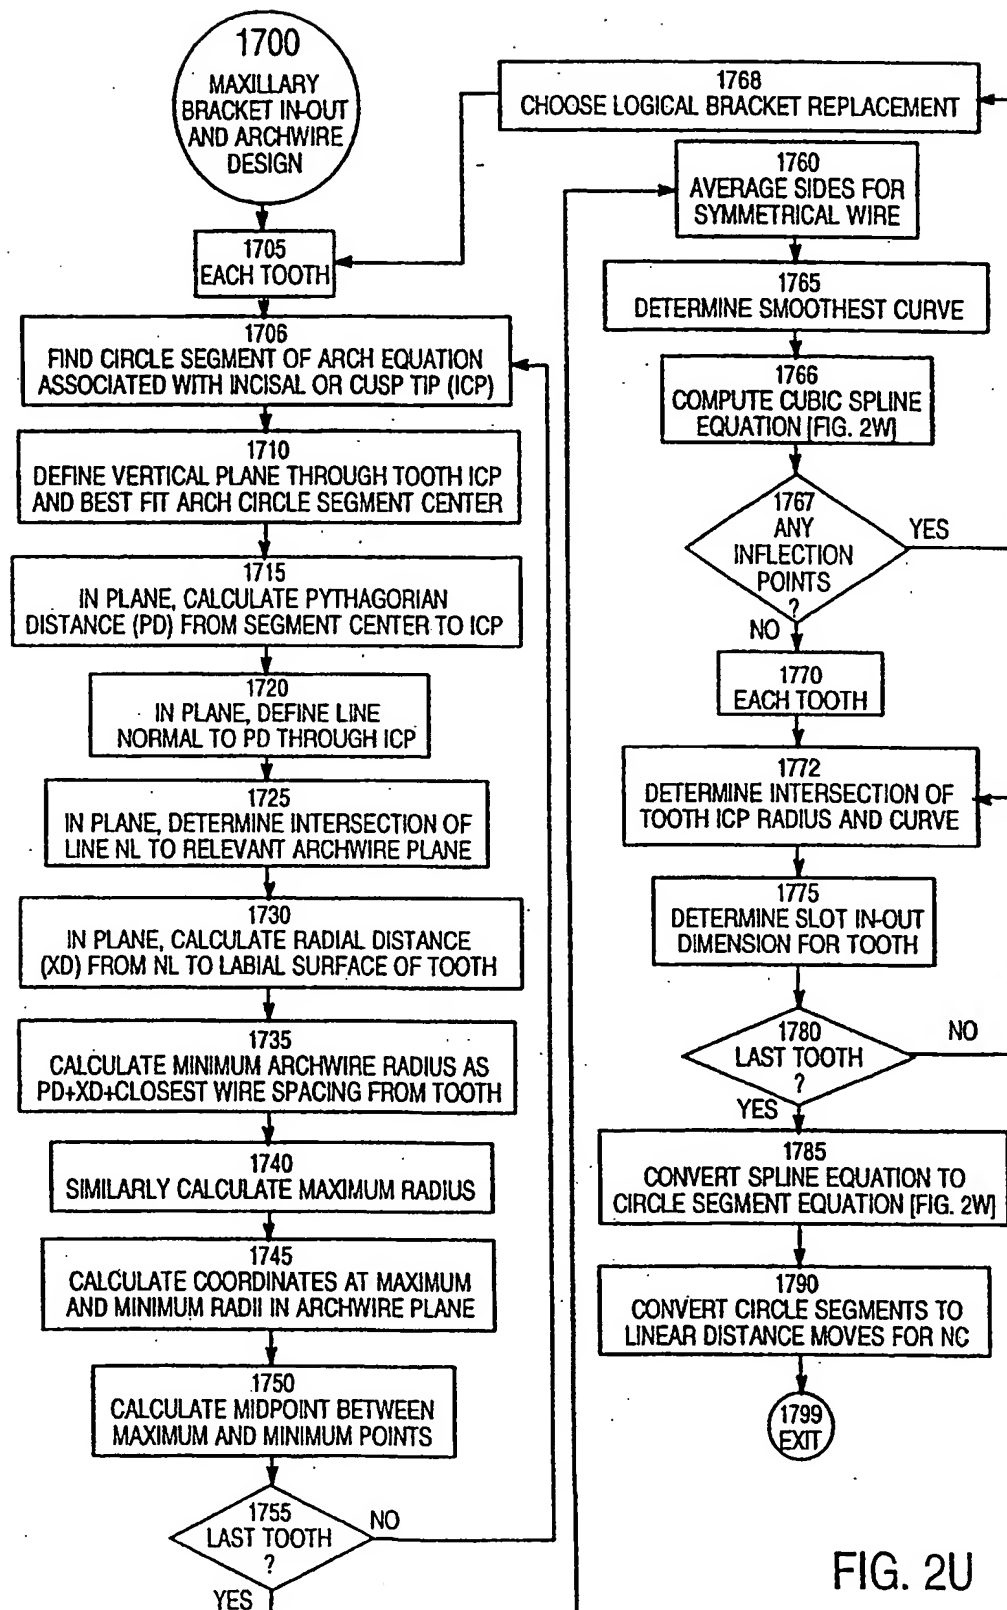 1700
MAXILLARY
BRACKET IN-OUT
AND ARCHWIRE
DESIGN
1705
EACH TOOTH
1706
FIND CIRCLE SEGMENT OF ARCH EQUATION
ASSOCIATED WITH INCISAL OR CUSP TIP (ICP)
1710
DEFINE VERTICAL PLANE THROUGH TOOTH ICP
AND BEST FIT ARCH CIRCLE SEGMENT CENTER
1715
IN PLANE, CALCULATE PYTHAGORIAN
DISTANCE (PD) FROM SEGMENT CENTER TO ICP
1720
IN PLANE, DEFINE LINE
NORMAL TO PD THROUGH ICP
1725
IN PLANE, DETERMINE INTERSECTION OF
LINE NL TO RELEVANT ARCHWIRE PLANE
1730
IN PLANE, CALCULATE RADIAL DISTANCE
(XD) FROM NL TO LABIAL SURFACE OF TOOTH
1735
CALCULATE MINIMUM ARCHWIRE RADIUS AS
PD+XD+CLOSEST WIRE SPACING FROM TOOTH
1740
SIMILARLY CALCULATE MAXIMUM RADIUS
1745
CALCULATE COORDINATES AT MAXIMUM
AND MINIMUM RADII IN ARCHWIRE PLANE
1750
CALCULATE MIDPOINT BETWEEN
MAXIMUM AND MINIMUM POINTS
1755
LAST TOOTH
?
NO
YES
1768
CHOOSE LOGICAL BRACKET REPLACEMENT
1760
AVERAGE SIDES FOR
SYMMETRICAL WIRE
1765
DETERMINE SMOOTHEST CURVE
1766
COMPUTE CUBIC SPLINE
EQUATION [FIG. 2W]
1767
ANY
INFLECTION
POINTS
?
YES
NO
1770
EACH TOOTH
1772
DETERMINE INTERSECTION OF
TOOTH ICP RADIUS AND CURVE
1775
DETERMINE SLOT IN-OUT
DIMENSION FOR TOOTH
1780
LAST TOOTH
?
NO
YES
1785
CONVERT SPLINE EQUATION TO
CIRCLE SEGMENT EQUATION [FIG. 2W]
1790
CONVERT CIRCLE SEGMENTS TO
LINEAR DISTANCE MOVES FOR NC
1799
EXIT
FIG. 2U